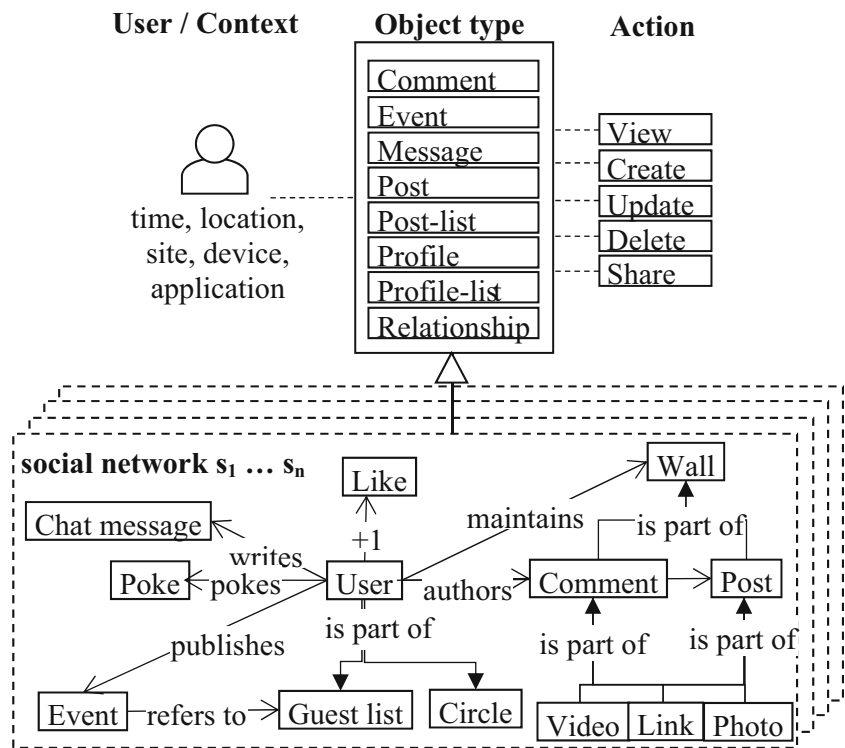 User / Context
Object type
Action
Comment
Event
Message
Post
Post-list
Profile
Profile-list
Relationship
View
Create
Update
Delete
Share
time, location,
site, device,
application
social network s₁ … sₙ
Like
Wall
Chat message
maintains
is part of
+1
writes
Poke
pokes
User
authors
Comment
Post
publishes
is part of
is part of
is part of
Event
refers to
Guest list
Circle
Video
Link
Photo